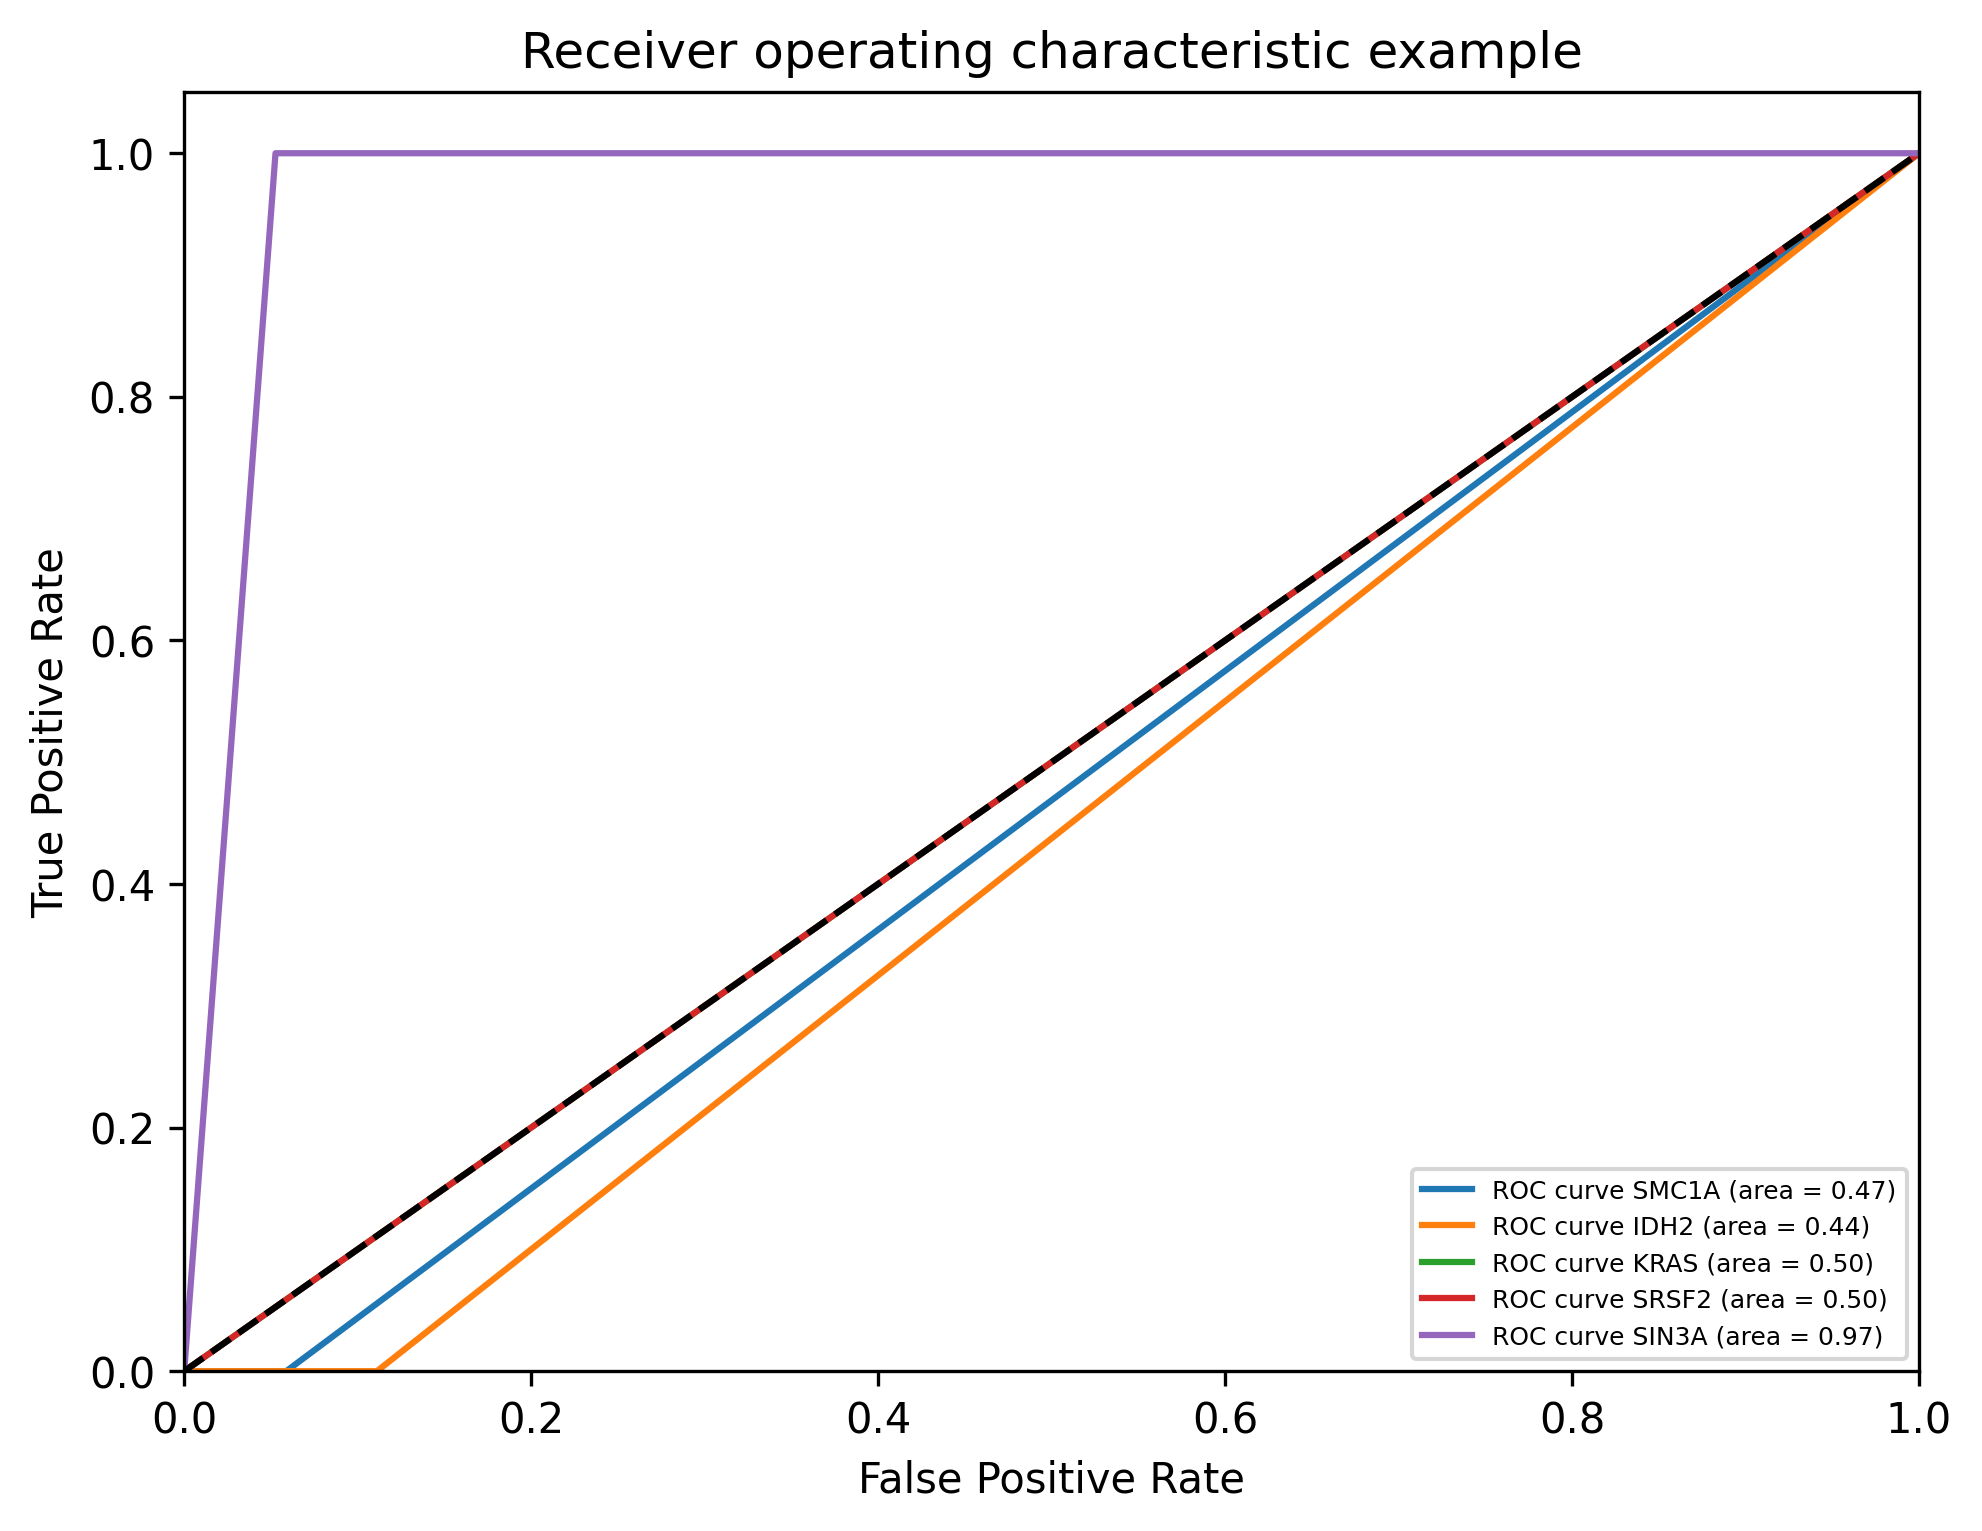 Receiver operating characteristic example
True Positive Rate
1.0
0.8
0.6
0.4
0.2
0.0
ROC curve SMC1A (area = 0.47)
ROC curve IDH2 (area = 0.44)
ROC curve KRAS (area = 0.50)
ROC curve SRSF2 (area = 0.50)
ROC curve SIN3A (area = 0.97)
0.0 0.2 0.4 0.6 0.8 1.0
False Positive Rate